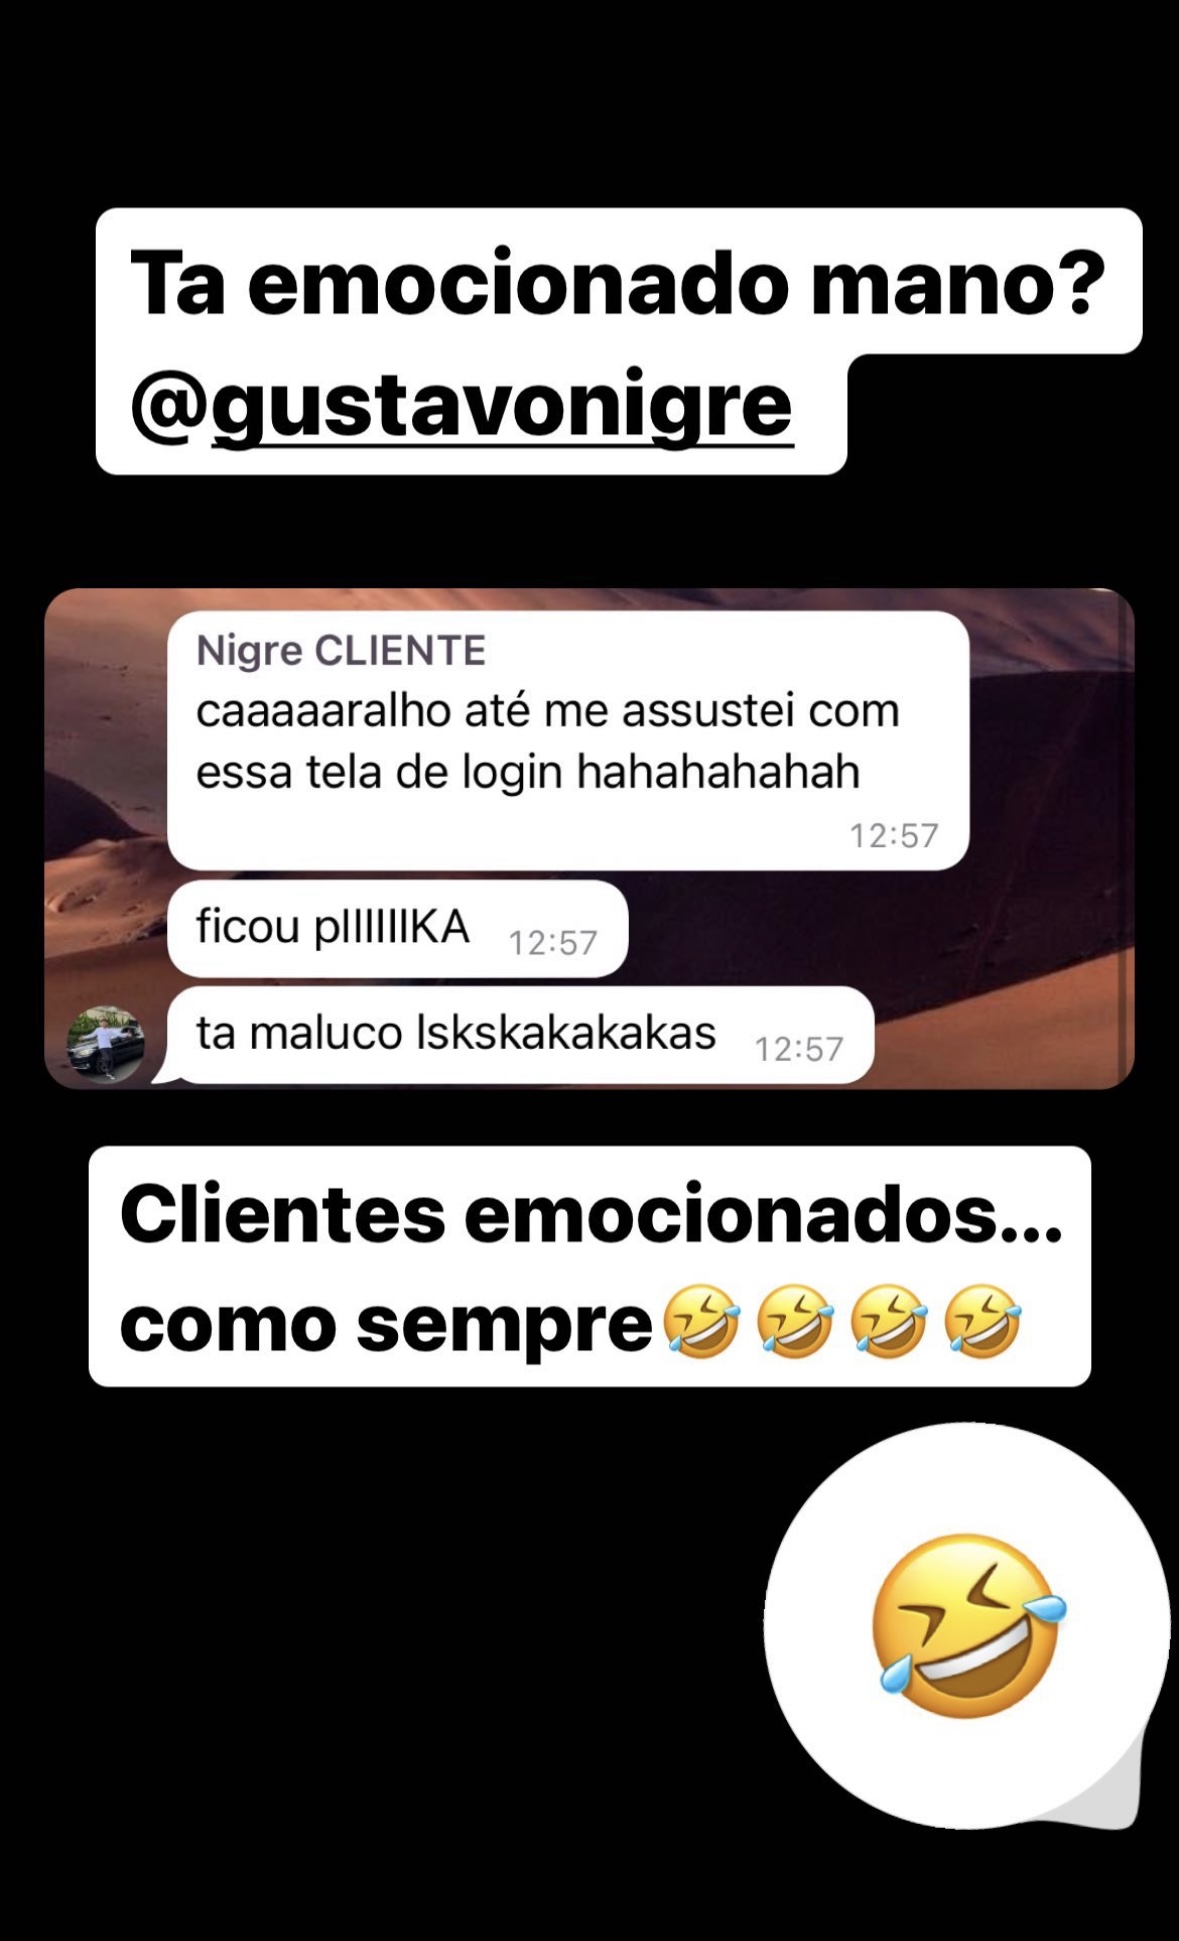 Ta emocionado mano?
@gustavonigre
Nigre CLIENTE
caaaaaralho até me assustei com
essa tela de login hahahahahah
12:57
ficou pIIIIIIKA 12:57
ta maluco lskskakakakas 12:57
Clientes emocionados...
como sempre🤣🤣🤣🤣
🤣